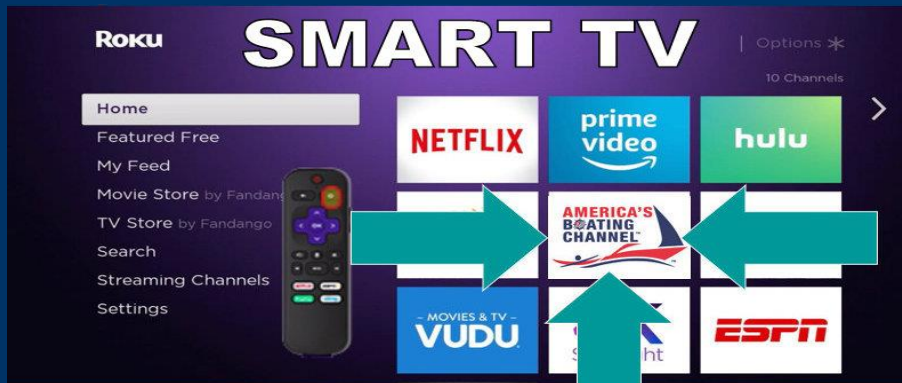 ROKU
SMART TV
| Options
10 Channels
Home
Featured Free
My Feed
Movie Store by Fandang
TV Store by Fandango
Search
Streaming Channels
Settings
NETFLIX
prime
video
hulu
AMERICA'S
BOATING
CHANNEL
- MOVIES & TV -
VUDU
ESPN